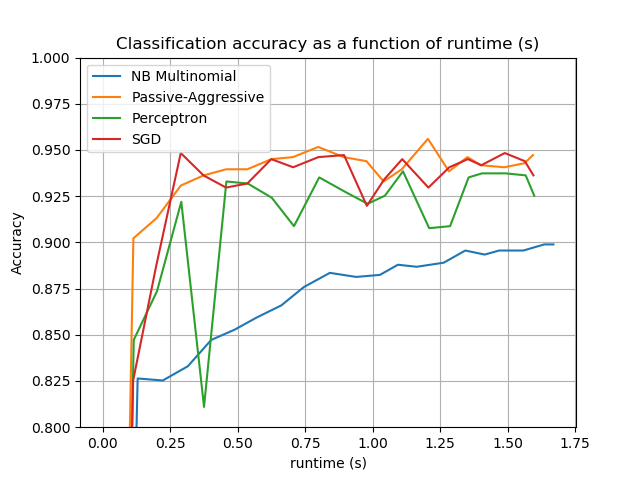 Classification accuracy as a function of runtime (s)
NB Multinomial
Passive-Aggressive
Perceptron
SGD
Accuracy
1.000
0.975
0.950
0.925
0.900
0.875
0.850
0.825
0.800
0.00 0.25 0.50 0.75 1.00 1.25 1.50 1.75
runtime (s)